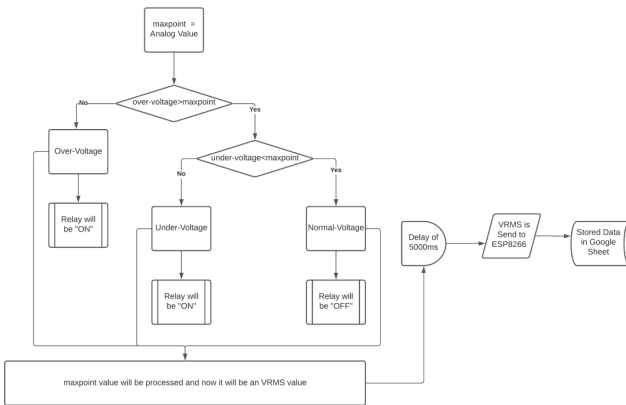 maxpoint =
Analog Value
over-voltage>maxpoint
No
Yes
Over-Voltage
under-voltage<maxpoint
No
Yes
Relay will
be "ON"
Under-Voltage
Normal-Voltage
Relay will
be "ON"
Relay will
be "OFF"
Delay of
5000ms
VRMS is
Send to
ESP8266
Stored Data
in Google
Sheet
maxpoint value will be processed and now it will be an VRMS value